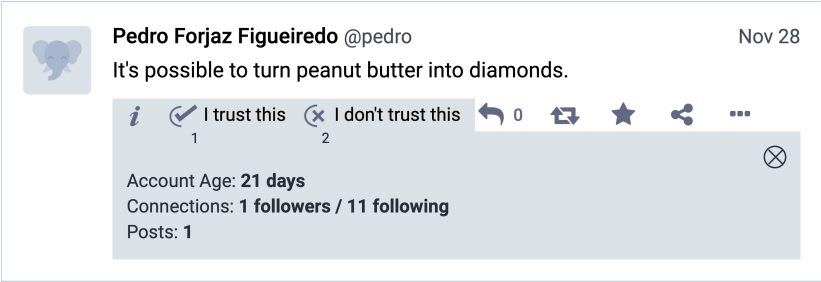 Pedro Forjaz Figueiredo @pedro Nov 28
It's possible to turn peanut butter into diamonds.
i I trust this I don't trust this 0
1 2
Account Age: 21 days
Connections: 1 followers / 11 following
Posts: 1